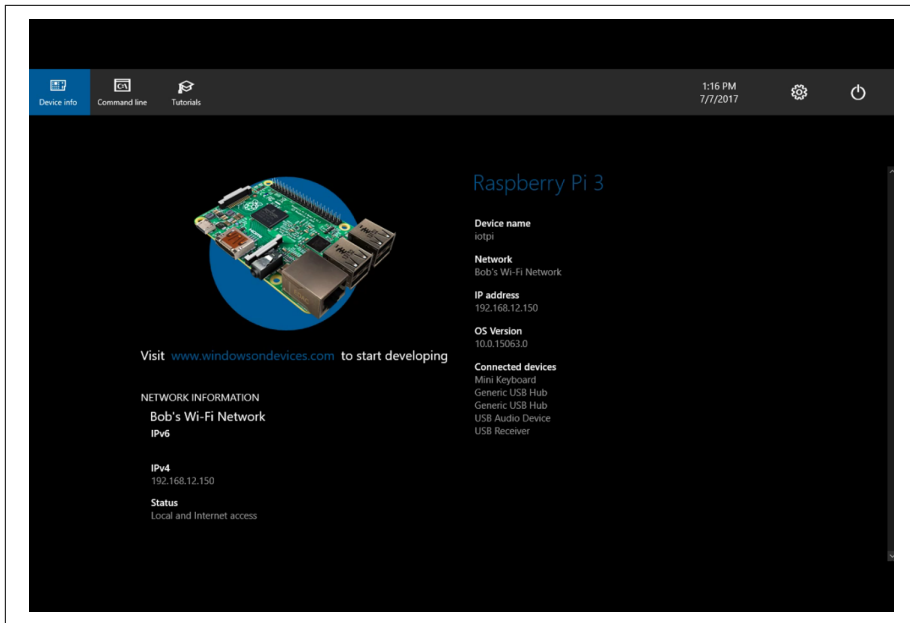 Device info
Command line
Tutorials
1:16 PM
7/7/2017
Visit www.windowsondevices.com to start developing
NETWORK INFORMATION
Bob's Wi-Fi Network
IPv6
IPv4
192.168.12.150
Status
Local and Internet access
Raspberry Pi 3
Device name
iotpi
Network
Bob's Wi-Fi Network
IP address
192.168.12.150
OS Version
10.0.15063.0
Connected devices
Mini Keyboard
Generic USB Hub
Generic USB Hub
USB Audio Device
USB Receiver